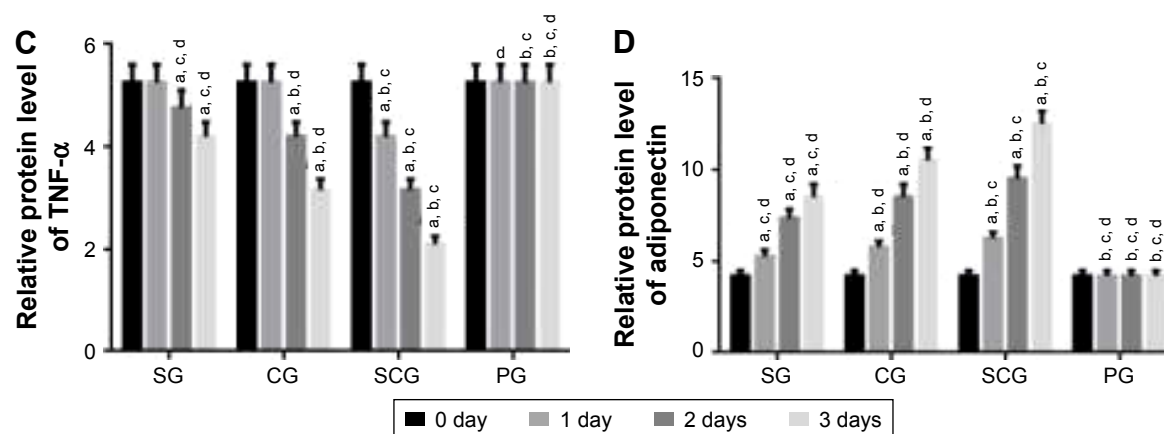 C
Relative protein level
of TNF-α
6
4
2
0
a, c, d
a, c, d
a, b, d
a, b, d
a, b, c
a, b, c
a, b, c
d
b, c
b, c, d
SG
CG
SCG
PG
D
Relative protein level
of adiponectin
15
10
5
0
a, c, d
a, c, d
a, c, d
a, b, d
a, b, d
a, b, d
a, b, c
a, b, c
a, b, c
b, c, d
b, c, d
b, c, d
SG
CG
SCG
PG
0 day
1 day
2 days
3 days